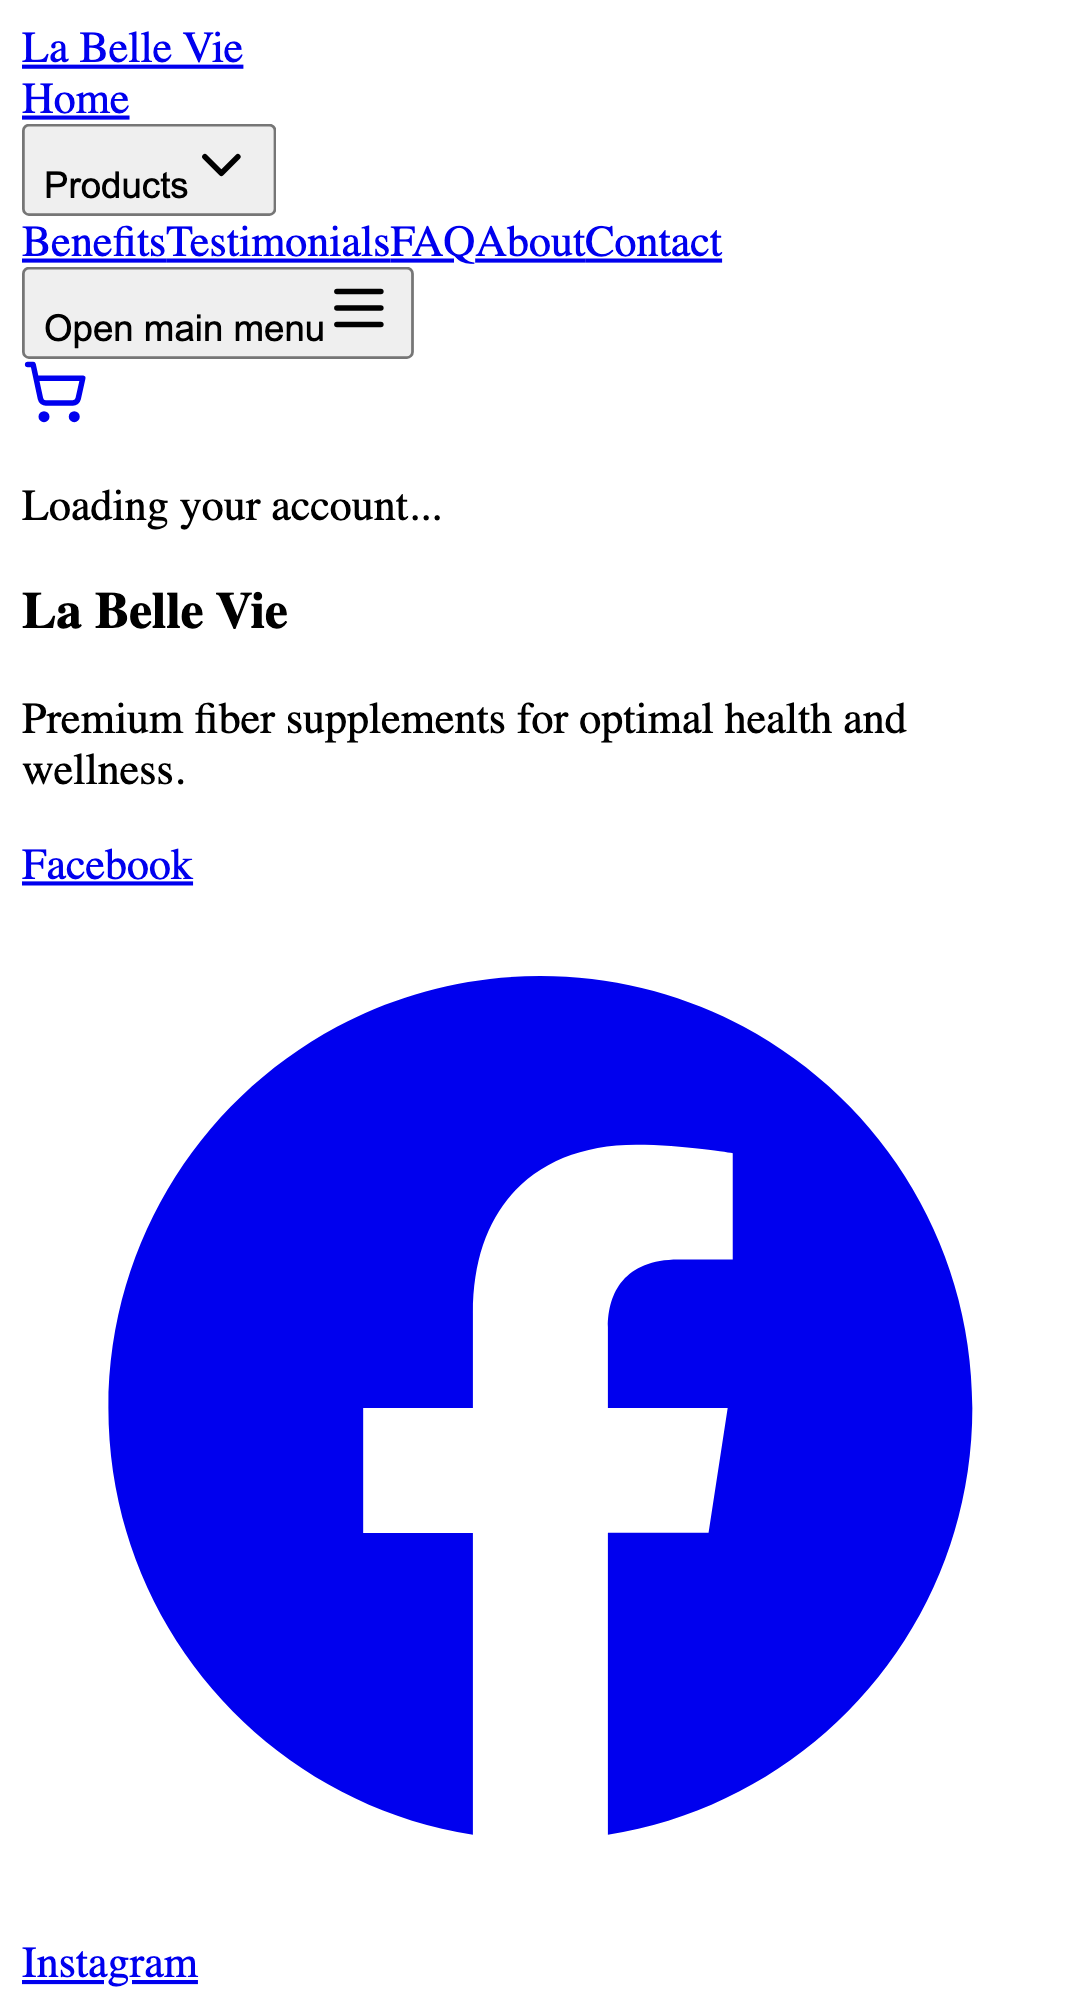 La Belle Vie
Home
Products
BenefitsTestimonialsFAQAboutContact
Open main menu
Loading your account...
La Belle Vie
Premium fiber supplements for optimal health and
wellness.
Facebook
Instagram